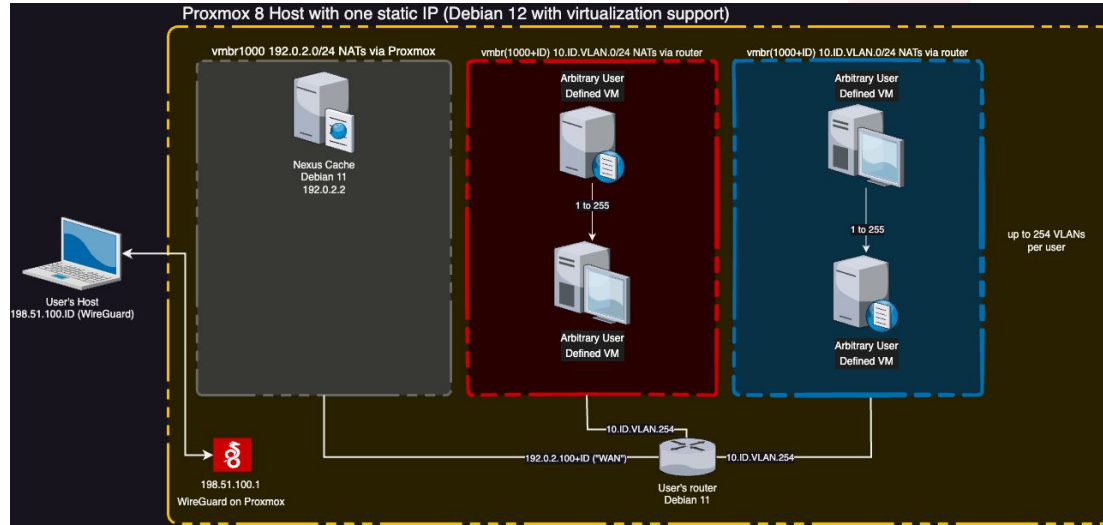 Proxmox 8 Host with one static IP (Debian 12 with virtualization support)
vmbr1000 192.0.2.0/24 NATs via Proxmox
Nexus Cache
Debian 11
192.0.2.2
vmbr(1000+ID) 10.ID.VLAN.0/24 NATs via router
Arbitrary User
Defined VM
1 to 255
Arbitrary User
Defined VM
vmbr(1000+ID) 10.ID.VLAN.0/24 NATs via router
Arbitrary User
Defined VM
1 to 255
Arbitrary User
Defined VM
up to 254 VLANs
per user
User's Host
198.51.100.ID (WireGuard)
198.51.100.1
WireGuard on Proxmox
10.ID.VLAN.254
192.0.2.100+ID ("WAN")
10.ID.VLAN.254
User's router
Debian 11